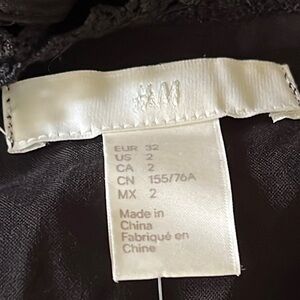 H&M
EUR 32
US 2
CA 2
CN 155/76A
MX 2
Made in
China
Fabriqué en
Chine